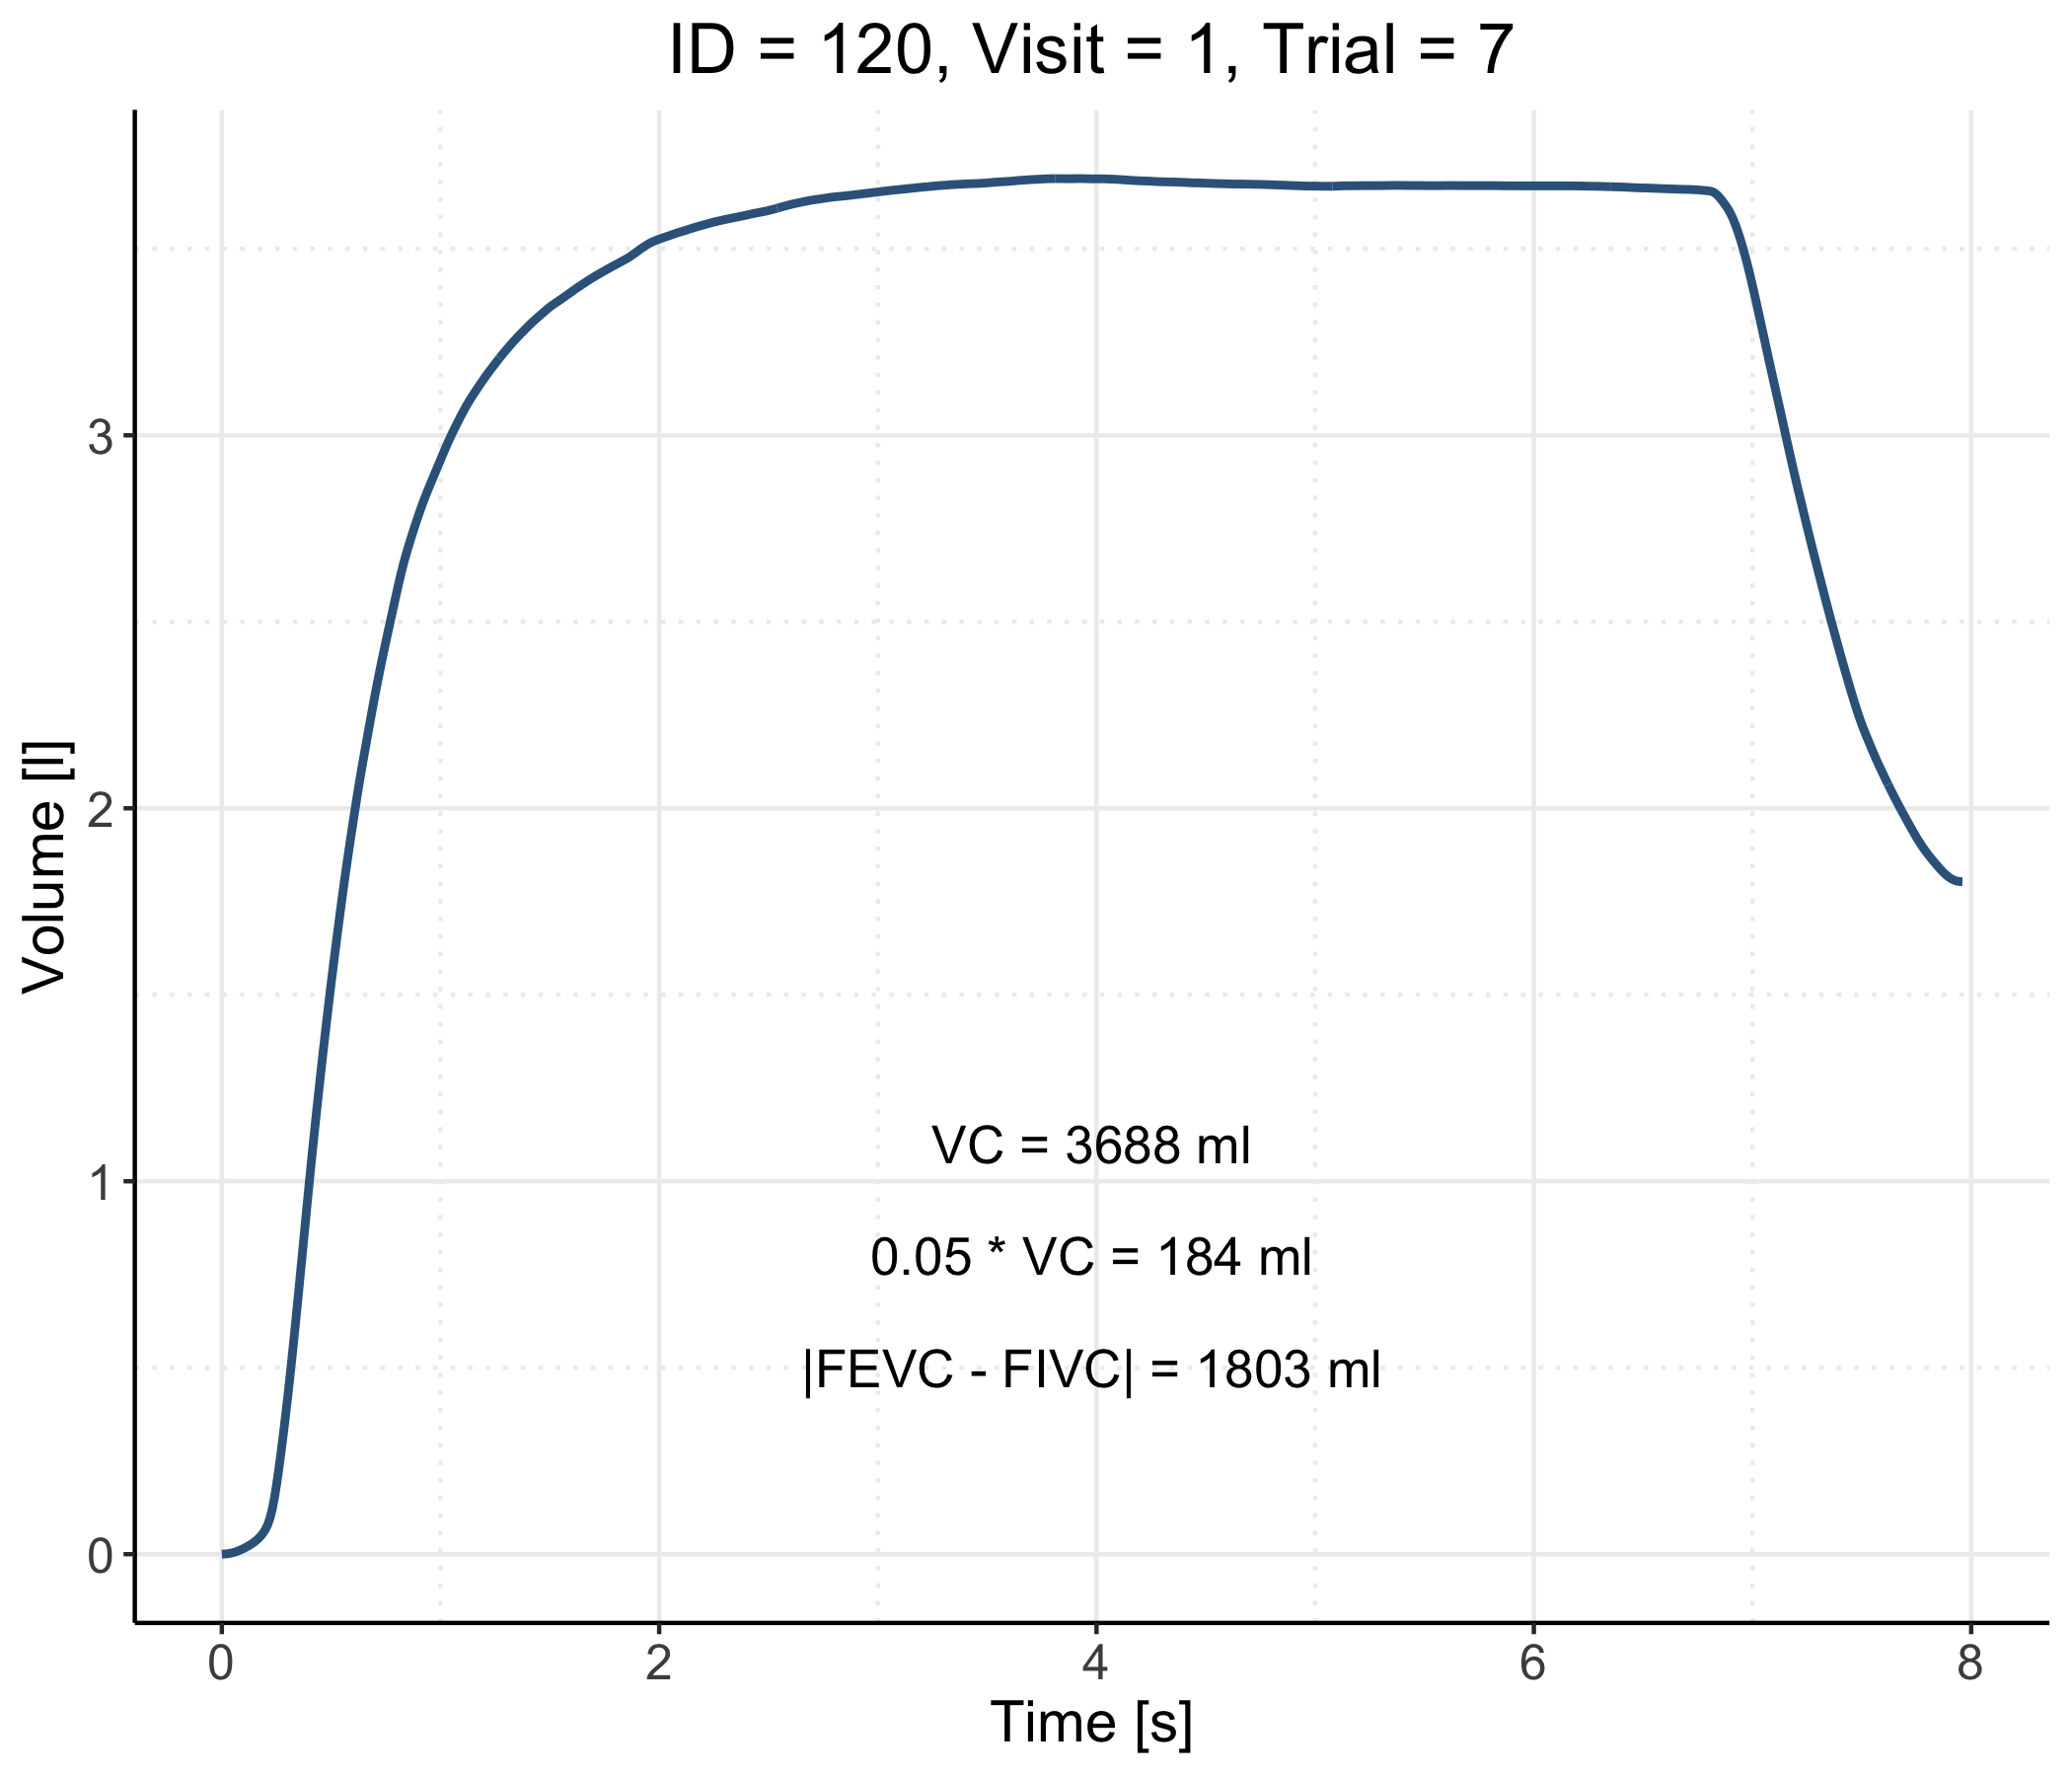 ID = 120, Visit = 1, Trial = 7
Volume [l]
3
2
1
0
VC = 3688 ml
0.05 * VC = 184 ml
|FEVC - FIVC| = 1803 ml
0 2 4 6 8
Time [s]